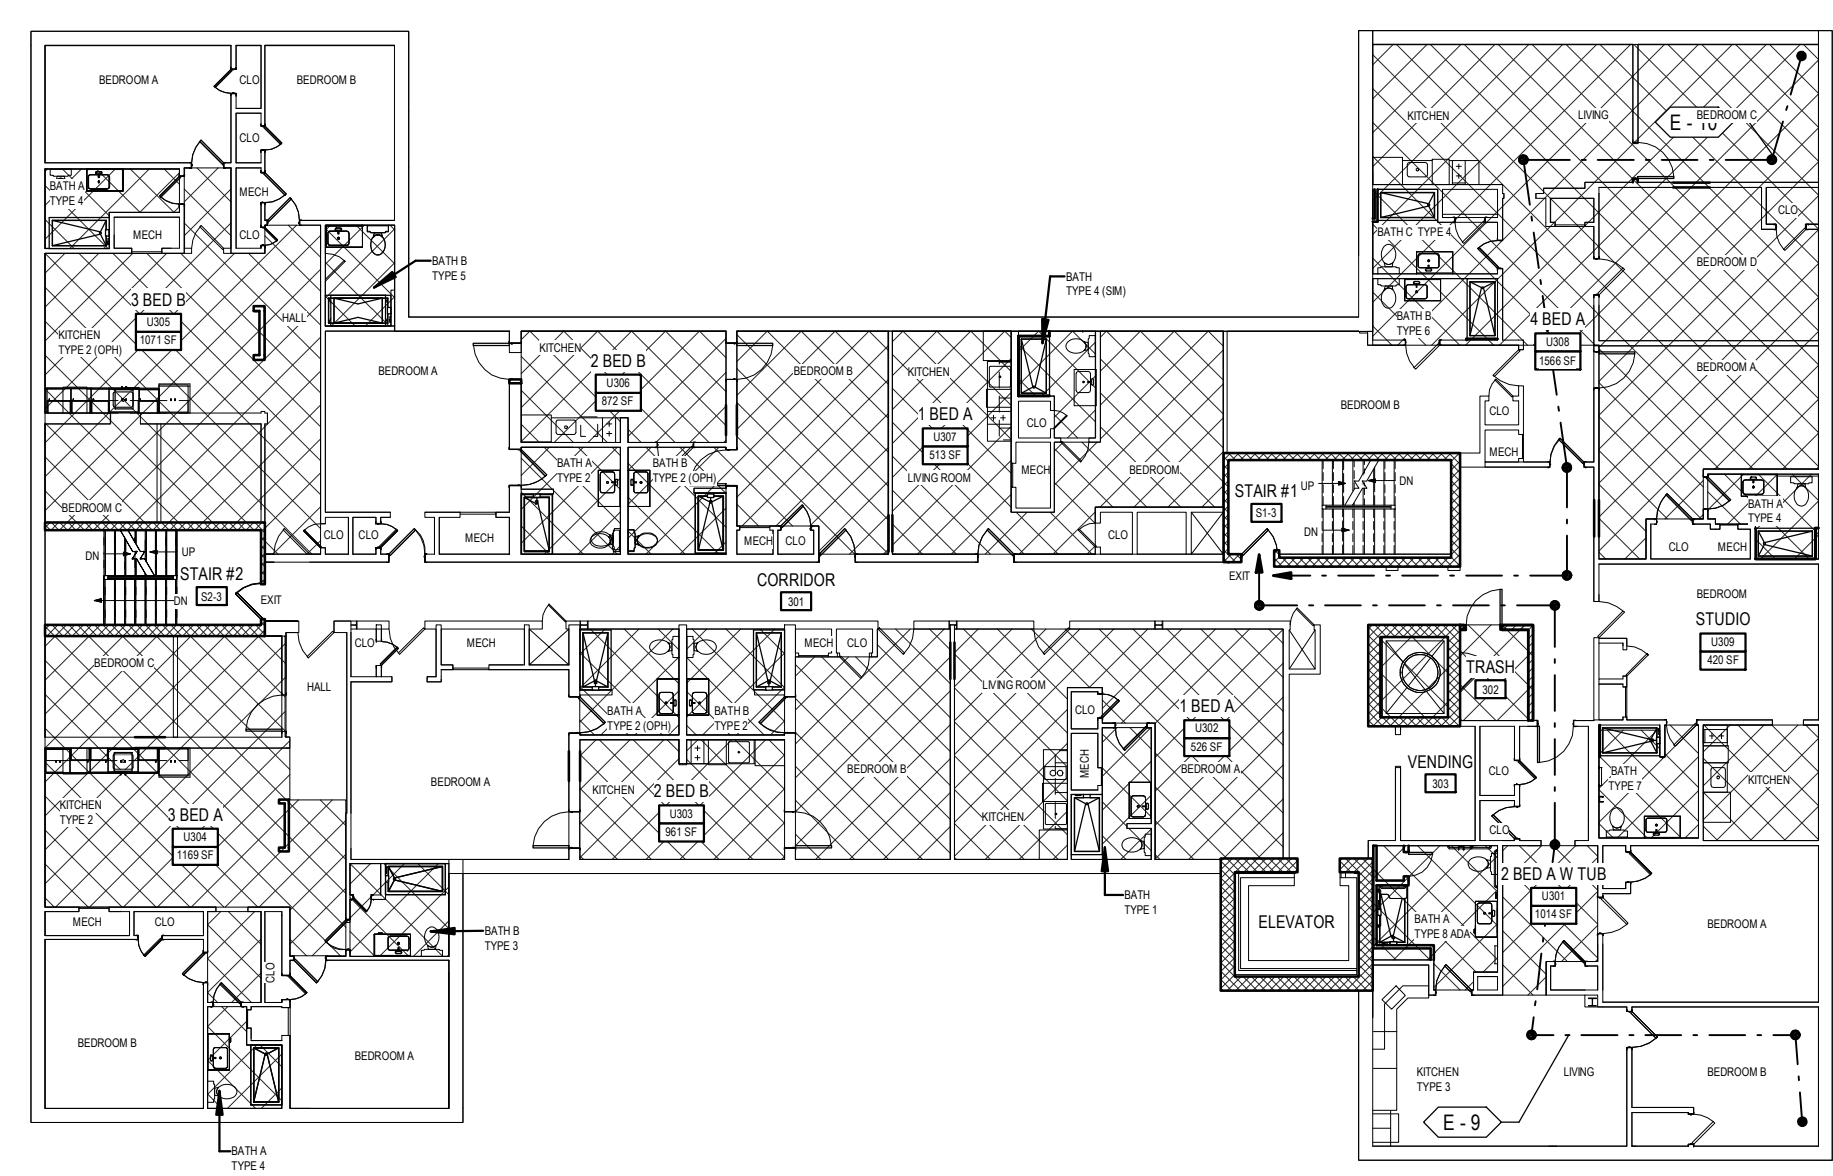 BEDROOM A
CLO
BEDROOM B
CLO
BATH A
TYPE 4
MECH
MECH
CLO
BATH B
TYPE 5
3 BED B
U305
1071 SF
HALL
KITCHEN
TYPE 2 (OPH)
BEDROOM C
BEDROOM A
CLO
CLO
MECH
KITCHEN
2 BED B
U306
872 SF
BATH A
TYPE 2
BATH B
TYPE 2 (OPH)
BEDROOM B
MECH
CLO
KITCHEN
1 BED A
U307
513 SF
LIVING ROOM
BATH
TYPE 4 (SIM)
CLO
MECH
BEDROOM
CLO
STAIR #1
S1-3
UP
DN
DN
EXIT
KITCHEN
LIVING
BEDROOM C
E - 10
BATH C TYPE 4
CLO
BEDROOM D
BATH B
TYPE 6
4 BED A
U308
1566 SF
BEDROOM A
BEDROOM B
CLO
MECH
BATH A
TYPE 4
CLO
MECH
DN
UP
STAIR #2
S2-3
DN
EXIT
CORRIDOR
301
BEDROOM
STUDIO
U309
420 SF
BATH
TYPE 7
KITCHEN
TRASH
302
VENDING
303
CLO
CLO
BEDROOM C
HALL
CLO
MECH
KITCHEN
TYPE 2
3 BED A
U304
1169 SF
MECH
CLO
BEDROOM B
CLO
BATH A
TYPE 4
BEDROOM A
BATH B
TYPE 3
BEDROOM A
BATH A
TYPE 2 (OPH)
BATH B
TYPE 2
KITCHEN
2 BED B
U303
961 SF
MECH
CLO
BEDROOM B
LIVING ROOM
CLO
MECH
KITCHEN
1 BED A
U302
526 SF
BEDROOM A
BATH
TYPE 1
ELEVATOR
2 BED A W TUB
U301
1014 SF
BATH A
TYPE 8 ADA
BEDROOM A
KITCHEN
TYPE 3
LIVING
BEDROOM B
E - 9